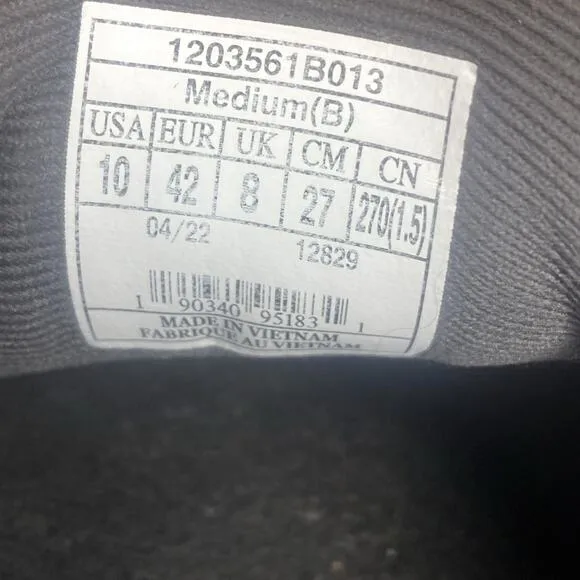 1203561B013
Medium(B)
USA EUR UK CM CN
10 42 8 27 270(1.5)
04/22 12829
1 90340 95183 1
MADE IN VIETNAM
FABRIQUE AU VIETNAM